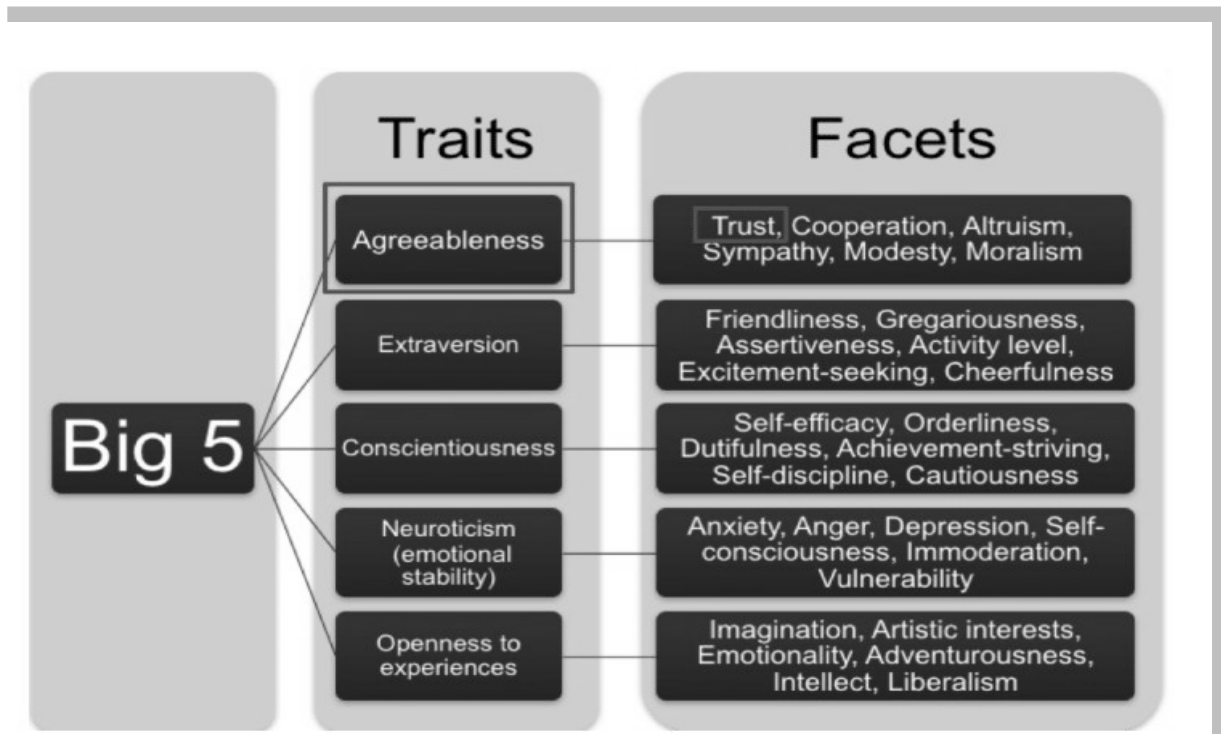 Traits
Facets
Big 5
Agreeableness
Trust, Cooperation, Altruism,
Sympathy, Modesty, Moralism
Extraversion
Friendliness, Gregariousness,
Assertiveness, Activity level,
Excitement-seeking, Cheerfulness
Conscientiousness
Self-efficacy, Orderliness,
Dutifulness, Achievement-striving,
Self-discipline, Cautiousness
Neuroticism
(emotional
stability)
Anxiety, Anger, Depression, Self-
consciousness, Immoderation,
Vulnerability
Openness to
experiences
Imagination, Artistic interests,
Emotionality, Adventurousness,
Intellect, Liberalism